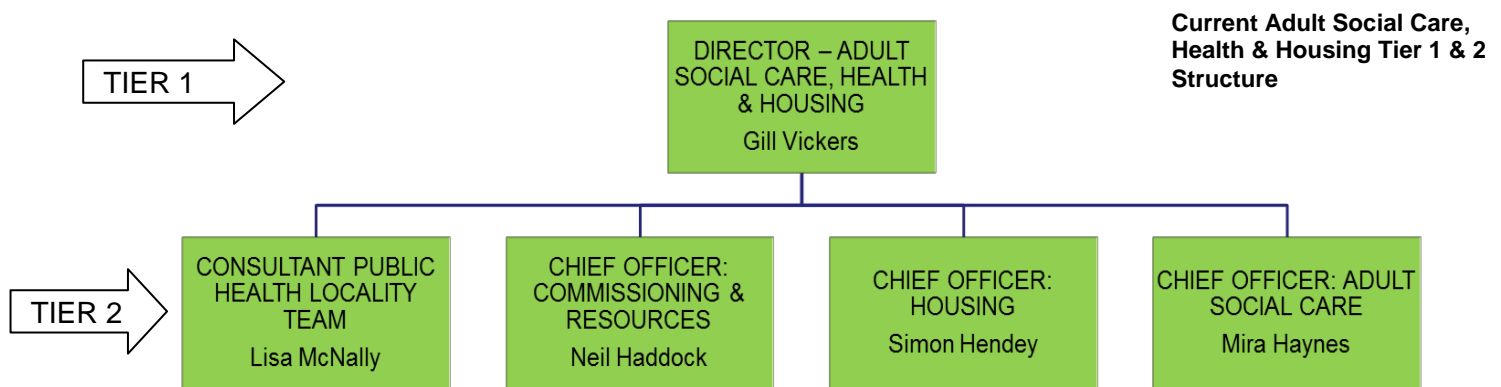 Current Adult Social Care,
Health & Housing Tier 1 & 2
Structure
TIER 1
DIRECTOR – ADULT
SOCIAL CARE, HEALTH
& HOUSING
Gill Vickers
TIER 2
CONSULTANT PUBLIC
HEALTH LOCALITY
TEAM
Lisa McNally
CHIEF OFFICER:
COMMISSIONING &
RESOURCES
Neil Haddock
CHIEF OFFICER:
HOUSING
Simon Hendey
CHIEF OFFICER: ADULT
SOCIAL CARE
Mira Haynes